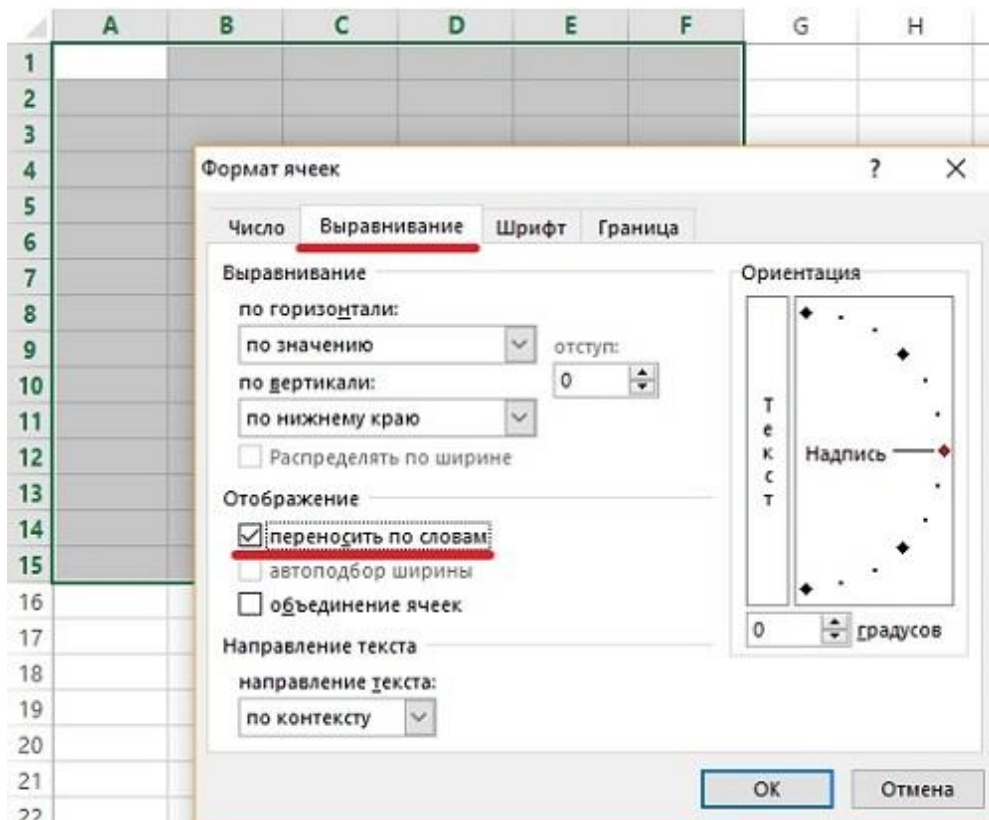 A B C D E F G H
1
2
3
4 Формат ячеек ? X
5
6 Число Выравнивание Шрифт Граница
7 Выравнивание Ориентация
8 по горизонтали:
9 по значению отступ:
10 по вертикали: 0
11 по нижнему краю Текст
12 Распределять по ширине Надпись
13 Отображение
14 переносить по словам
15 автоподбор ширины
16 объединение ячеек
17 Направление текста 0 градусов
18 направление текста:
19 по контексту
20
21 ОК Отмена
22